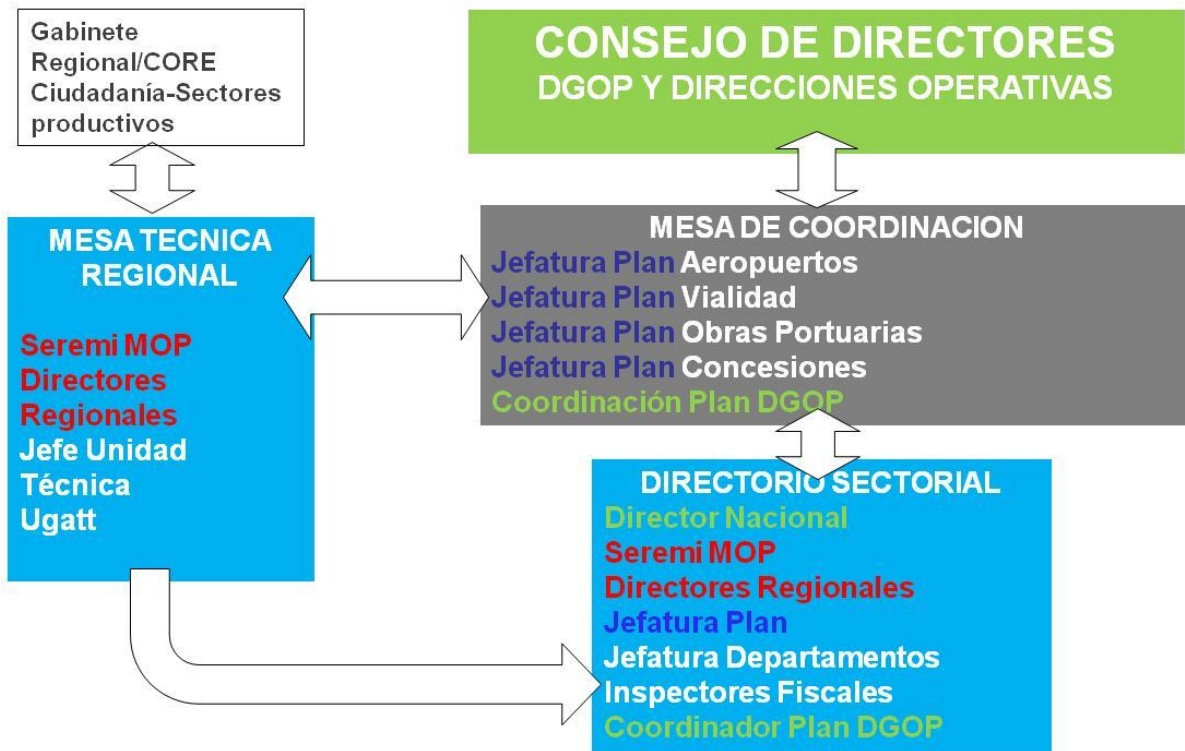 Gabinete
Regional/CORE
Ciudadanía-Sectores
productivos
CONSEJO DE DIRECTORES
DGOP Y DIRECCIONES OPERATIVAS
MESA TECNICA
REGIONAL
Seremi MOP
Directores
Regionales
Jefe Unidad
Técnica
Ugatt
MESA DE COORDINACION
Jefatura Plan Aeropuertos
Jefatura Plan Vialidad
Jefatura Plan Obras Portuarias
Jefatura Plan Concesiones
Coordinación Plan DGOP
DIRECTORIO SECTORIAL
Director Nacional
Seremi MOP
Directores Regionales
Jefatura Plan
Jefatura Departamentos
Inspectores Fiscales
Coordinador Plan DGOP